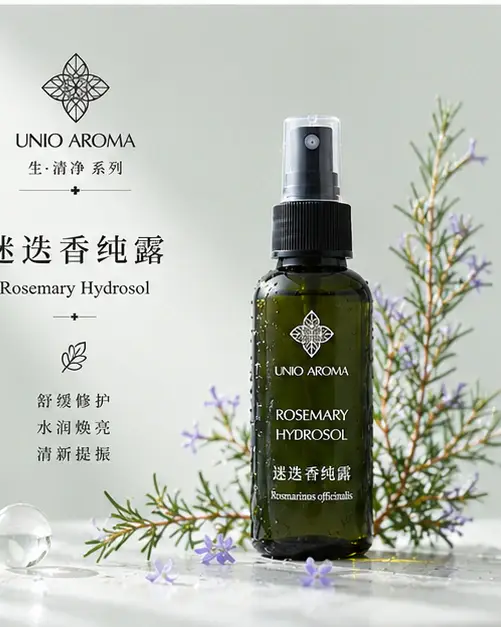 UNIO AROMA
生·清净 系列
迷迭香纯露
Rosemary Hydrosol
舒缓修护
水润焕亮
清新提振
UNIO AROMA
ROSEMARY
HYDROSOL
迷迭香纯露
Rosmarinus officinalis